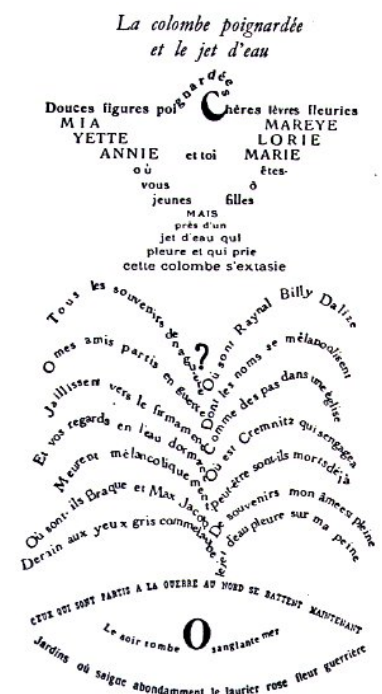 La colombe poignardée
et le jet d'eau
Douces figures poignardées Chères lèvres fleuries
MIA MAREYE
YETTE LORIE
ANNIE et toi MARIE
où êtes-
vous ô
jeunes filles
MAIS
près d'un
jet d'eau qui
pleure et qui prie
cette colombe s'extasie
?
Tous les souvenirs de naguère
O mes amis partis en guerre
Jaillissent vers le firmament
Et vos regards en l'eau dormant
Meurent mélancoliquement
Où sont-ils Braque et Max Jacob
Derain aux yeux gris comme l'aube
Où sont Raynal Billy Dalize
Dont les noms se mélancolisent
Comme des pas dans une église
Où est Cremnitz qui s'engagea
Peut-être sont-ils morts déjà
De souvenirs mon âme est pleine
Le jet d'eau pleure sur ma peine
CEUX QUI SONT PARTIS A LA GUERRE AU NORD SE BATTENT MAINTENANT
Le soir tombe O sanglante mer
Jardins où saigne abondamment le laurier rose fleur guerrière